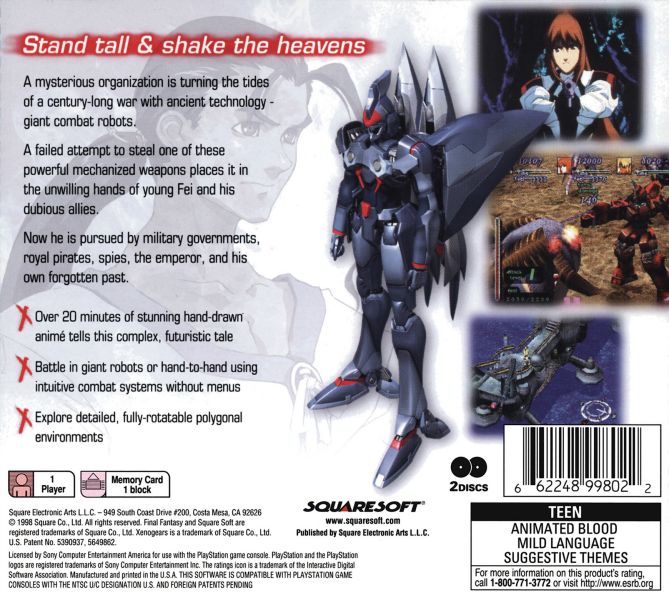 Stand tall & shake the heavens
A mysterious organization is turning the tides
of a century-long war with ancient technology -
giant combat robots.
A failed attempt to steal one of these
powerful mechanized weapons places it in
the unwilling hands of young Fei and his
dubious allies.
Now he is pursued by military governments,
royal pirates, spies, the emperor, and his
own forgotten past.
Over 20 minutes of stunning hand-drawn
animé tells this complex, futuristic tale
Battle in giant robots or hand-to-hand using
intuitive combat systems without menus
Explore detailed, fully-rotatable polygonal
environments
1
Player
Memory Card
1 block
SQUARESOFT
www.squaresoft.com
Published by Square Electronic Arts L.L.C.
2DISCS
6 62248 99802 2
Square Electronic Arts L.L.C. – 949 South Coast Drive #200, Costa Mesa, CA 92626
© 1998 Square Co., Ltd. All rights reserved. Final Fantasy and Square Soft are
registered trademarks of Square Co., Ltd. Xenogears is a trademark of Square Co., Ltd.
U.S. Patent No. 5390937, 5649862.
Licensed by Sony Computer Entertainment America for use with the PlayStation game console. PlayStation and the PlayStation
logos are registered trademarks of Sony Computer Entertainment Inc. The ratings icon is a trademark of the Interactive Digital
Software Association. Manufactured and printed in the U.S.A. THIS SOFTWARE IS COMPATIBLE WITH PLAYSTATION GAME
CONSOLES WITH THE NTSC U/C DESIGNATION U.S. AND FOREIGN PATENTS PENDING
TEEN
ANIMATED BLOOD
MILD LANGUAGE
SUGGESTIVE THEMES
For more information on this product's rating,
call 1-800-771-3772 or visit http://www.esrb.org